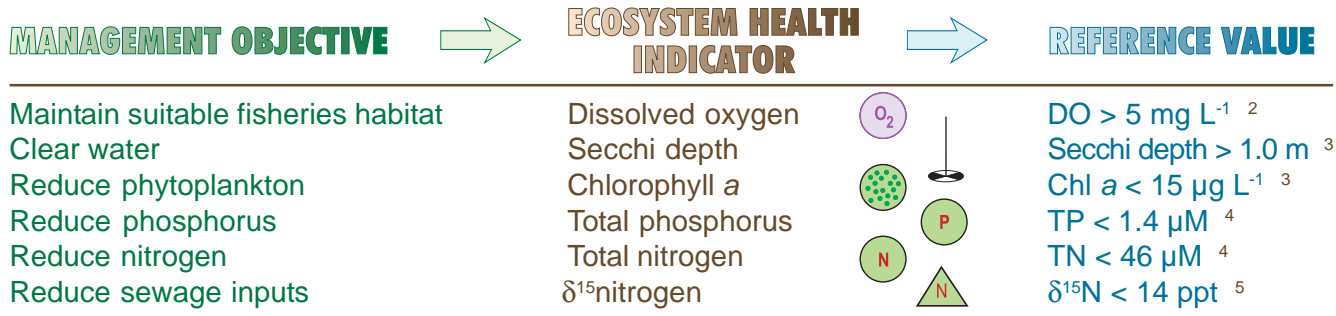 MANAGEMENT OBJECTIVE ECOSYSTEM HEALTH INDICATOR REFERENCE VALUE
Maintain suitable fisheries habitat Dissolved oxygen O₂ DO > 5 mg L⁻¹ ²
Clear water Secchi depth Secchi depth > 1.0 m ³
Reduce phytoplankton Chlorophyll a Chl a < 15 µg L⁻¹ ³
Reduce phosphorus Total phosphorus P TP < 1.4 µM ⁴
Reduce nitrogen Total nitrogen N TN < 46 µM ⁴
Reduce sewage inputs δ¹⁵nitrogen N δ¹⁵N < 14 ppt ⁵